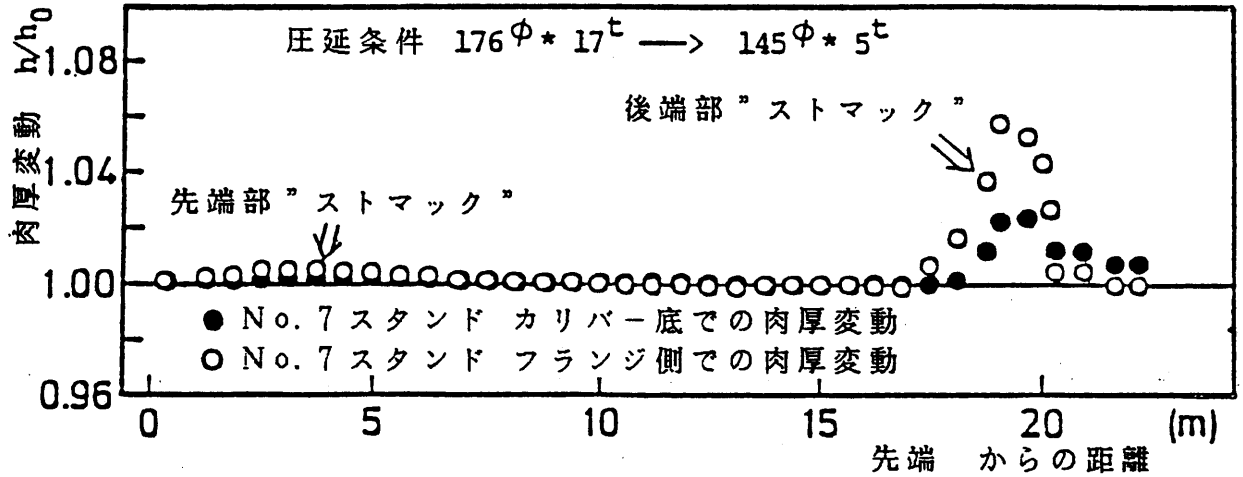 圧延条件 176φ* 17t → 145φ* 5t
後端部"ストマック"
先端部"ストマック"
● No. 7 スタンド カリバー底での肉厚変動
○ No. 7 スタンド フランジ側での肉厚変動
肉厚変動 h/h0
1.08
1.04
1.00
0.96
0 5 10 15 20 (m)
先端 からの距離